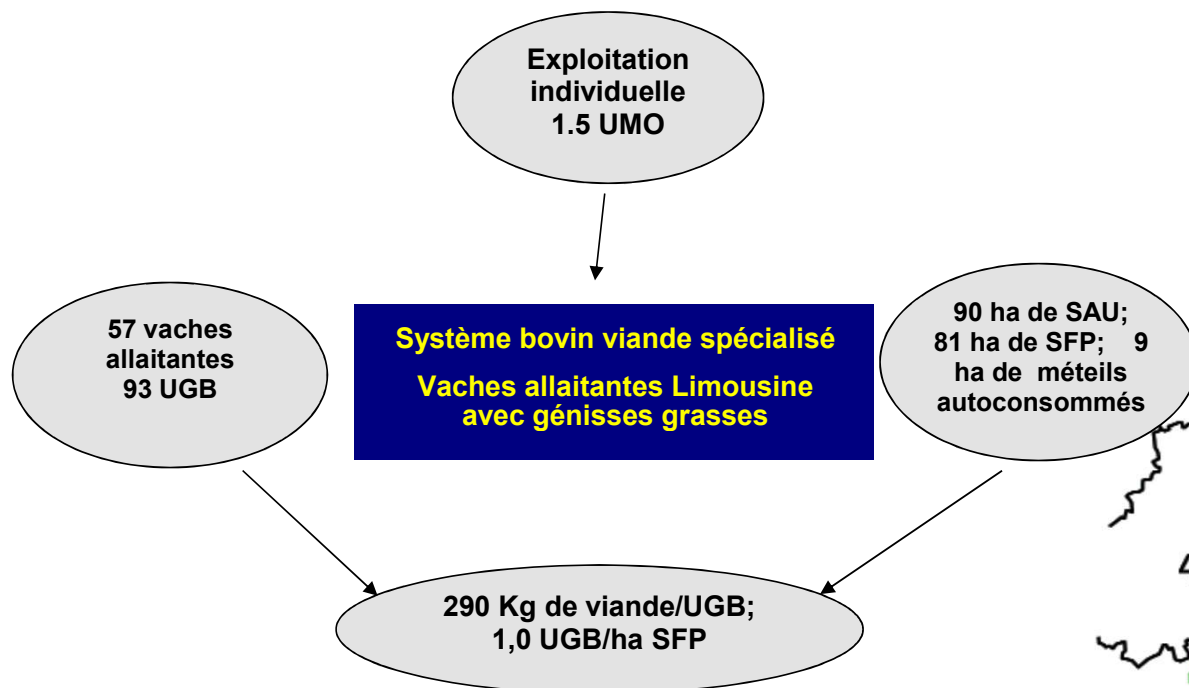 Exploitation
individuelle
1.5 UMO
57 vaches
allaitantes
93 UGB
Système bovin viande spécialisé
Vaches allaitantes Limousine
avec génisses grasses
90 ha de SAU;
81 ha de SFP; 9
ha de méteils
autoconsommés
290 Kg de viande/UGB;
1,0 UGB/ha SFP